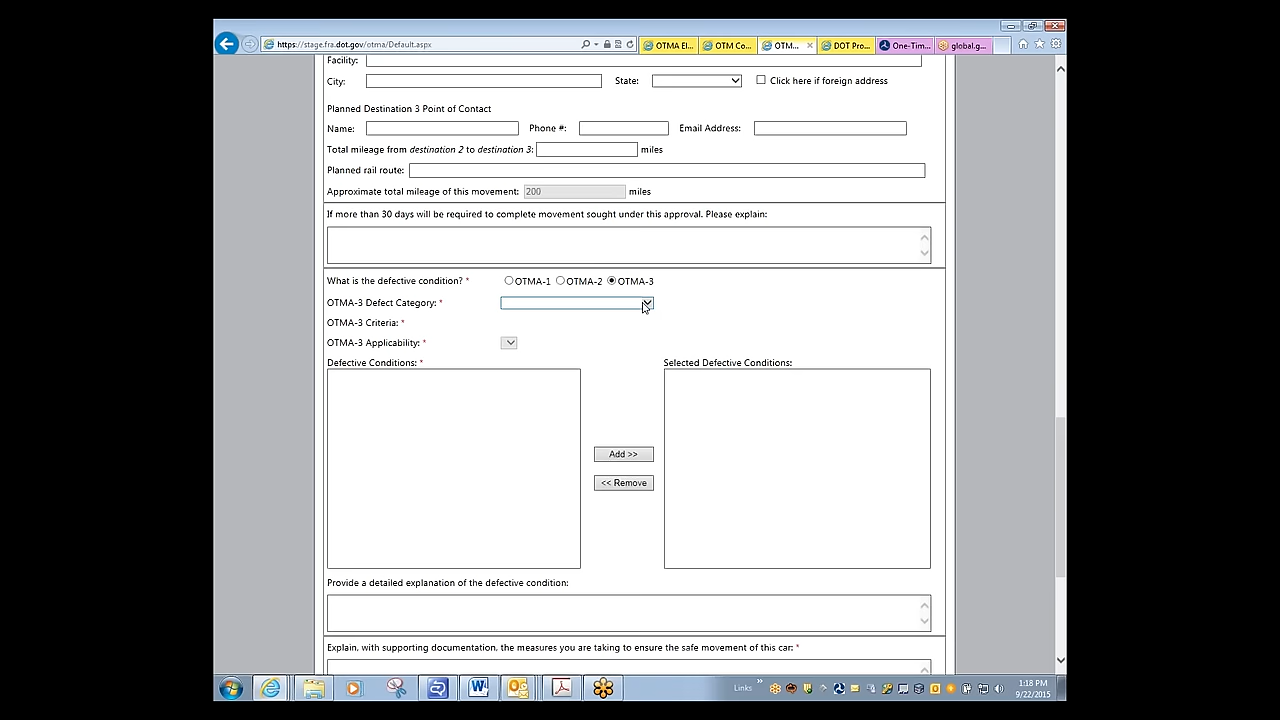 https://stage.fra.dot.gov/otma/Default.aspx
OTMA El...
OTM Co...
OTM...
DOT Pro...
One-Tim...
global.g...
Facility:
City: State: Click here if foreign address
Planned Destination 3 Point of Contact
Name: Phone #: Email Address:
Total mileage from destination 2 to destination 3: miles
Planned rail route:
Approximate total mileage of this movement: 200 miles
If more than 30 days will be required to complete movement sought under this approval. Please explain:
What is the defective condition? * OTMA-1 OTMA-2 OTMA-3
OTMA-3 Defect Category: *
OTMA-3 Criteria: *
OTMA-3 Applicability: *
Defective Conditions: * Selected Defective Conditions:
Add >>
<< Remove
Provide a detailed explanation of the defective condition:
Explain, with supporting documentation, the measures you are taking to ensure the safe movement of this car: *
Links »
1:18 PM
9/22/2015